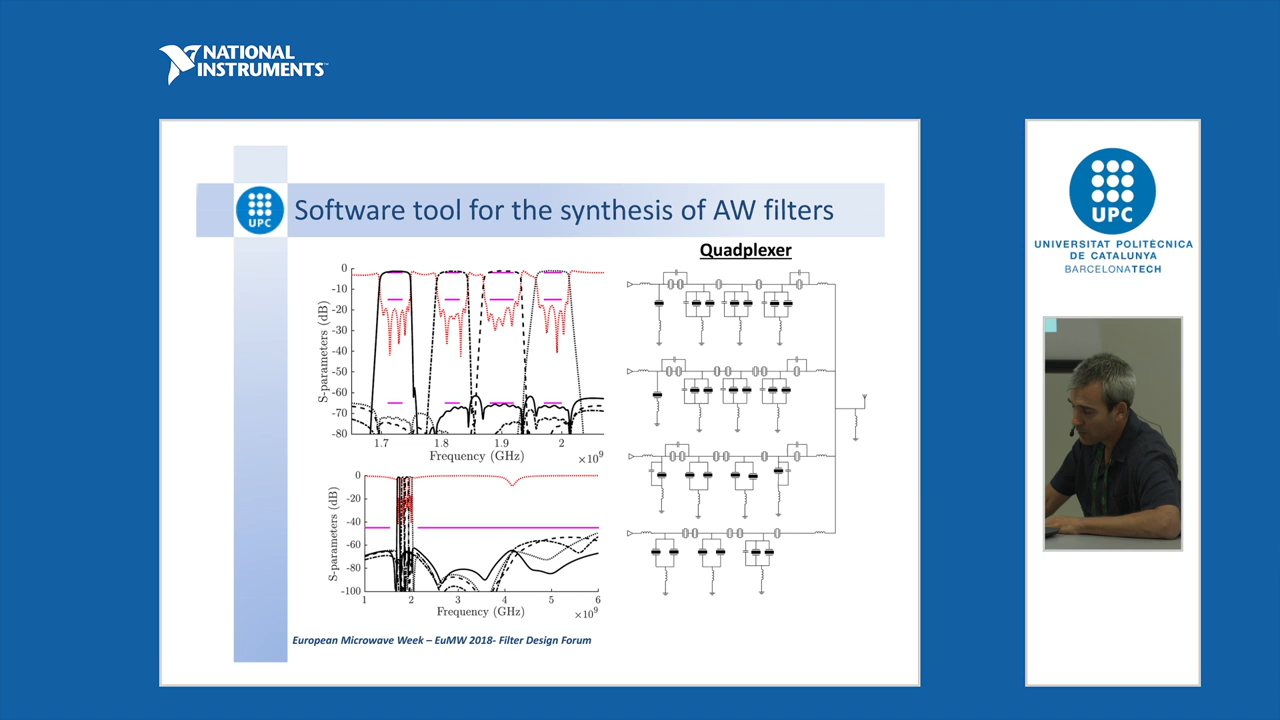 NATIONAL
INSTRUMENTS™
UPC
Software tool for the synthesis of AW filters
Quadplexer
S-parameters (dB)
0
-10
-20
-30
-40
-50
-60
-70
-80
1.7
1.8
1.9
2
Frequency (GHz)
×10⁹
S-parameters (dB)
0
-20
-40
-60
-80
-100
1
2
3
4
5
6
Frequency (GHz)
×10⁹
European Microwave Week – EuMW 2018- Filter Design Forum
UPC
UNIVERSITAT POLITÈCNICA
DE CATALUNYA
BARCELONATECH